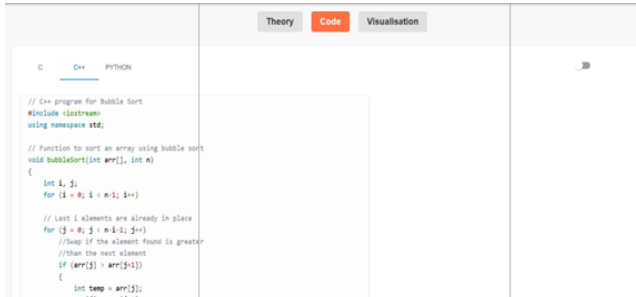 Theory Code Visualisation
C C++ PYTHON
// C++ program for Bubble Sort
#include <iostream>
using namespace std;
// Function to sort an array using bubble sort
void bubbleSort(int arr[], int n)
{
int i, j;
for (i = 0; i < n-1; i++)
// Last i elements are already in place
for (j = 0; j < n-i-1; j++)
//Swap if the element found is greater
//than the next element
if (arr[j] > arr[j+1])
{
int temp = arr[j];